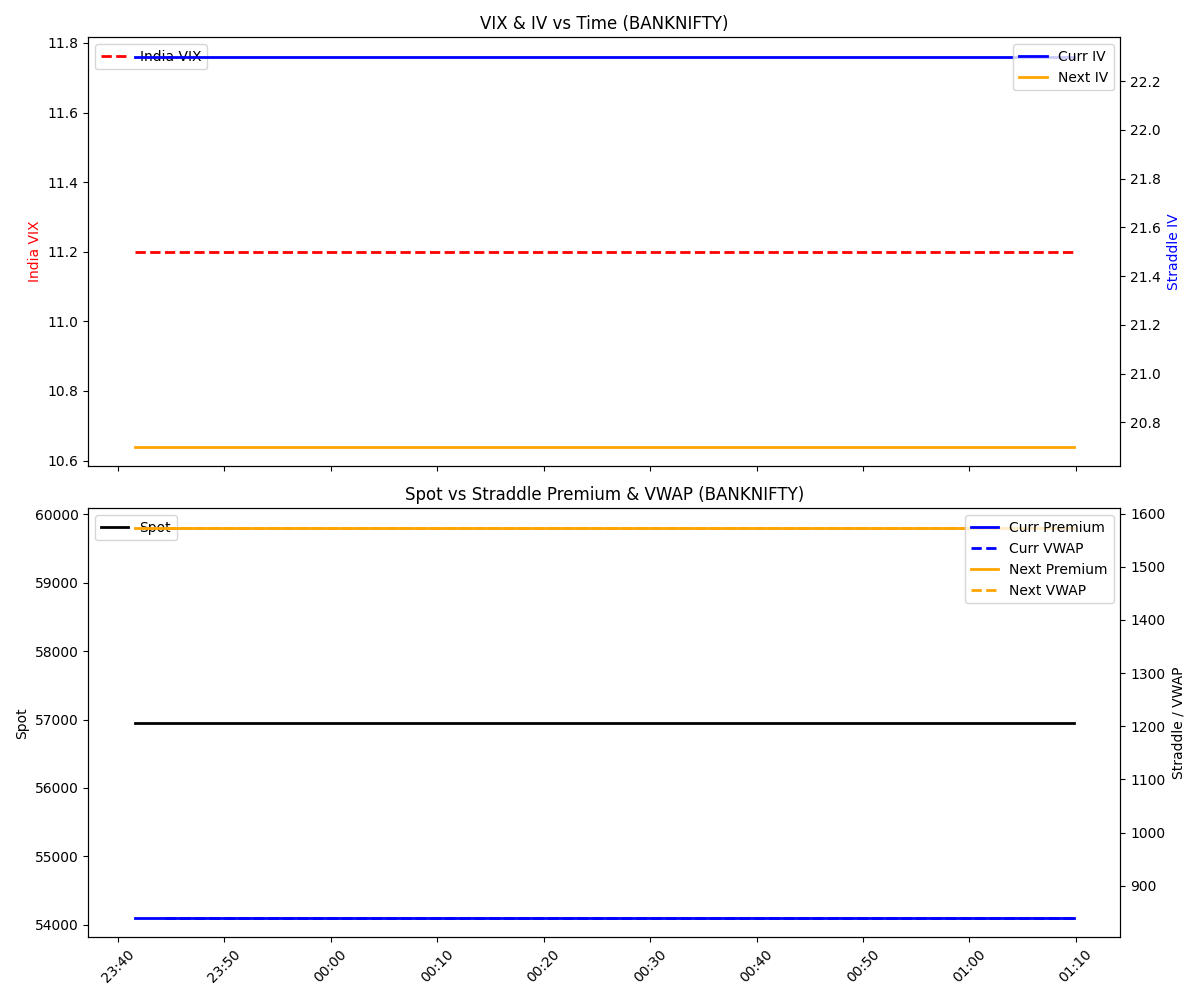 VIX & IV vs Time (BANKNIFTY)
India VIX
Curr IV
Next IV
11.8
11.6
11.4
11.2
11.0
10.8
10.6
India VIX
22.2
22.0
21.8
21.6
21.4
21.2
21.0
20.8
Straddle IV
Spot vs Straddle Premium & VWAP (BANKNIFTY)
Spot
Curr Premium
Curr VWAP
Next Premium
Next VWAP
60000
59000
58000
57000
56000
55000
54000
Spot
1600
1500
1400
1300
1200
1100
1000
900
Straddle / VWAP
23:40
23:50
00:00
00:10
00:20
00:30
00:40
00:50
01:00
01:10